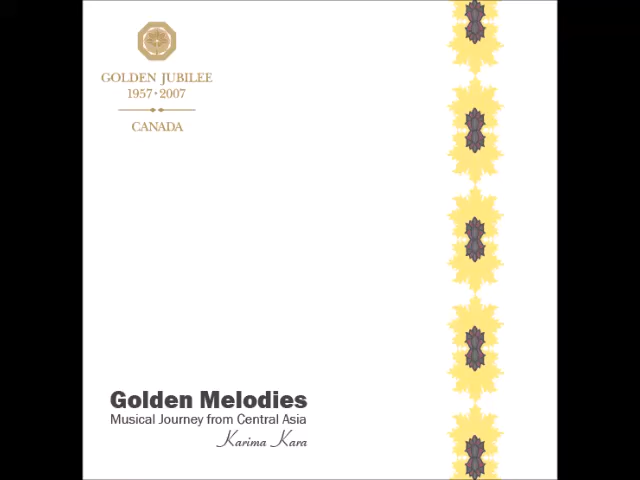 GOLDEN JUBILEE
1957·2007
CANADA
Golden Melodies
Musical Journey from Central Asia
Karima Kara